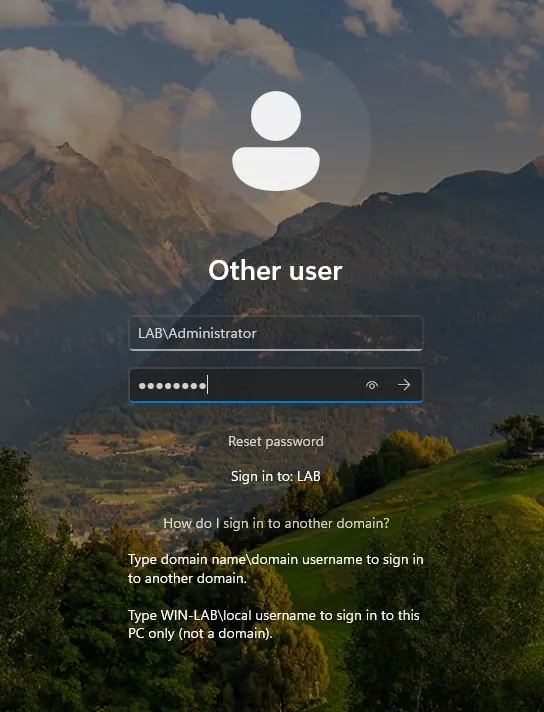 Other user
LAB\Administrator
●●●●●●●●
Reset password
Sign in to: LAB
How do I sign in to another domain?
Type domain name\domain username to sign in
to another domain.
Type WIN-LAB\local username to sign in to this
PC only (not a domain).